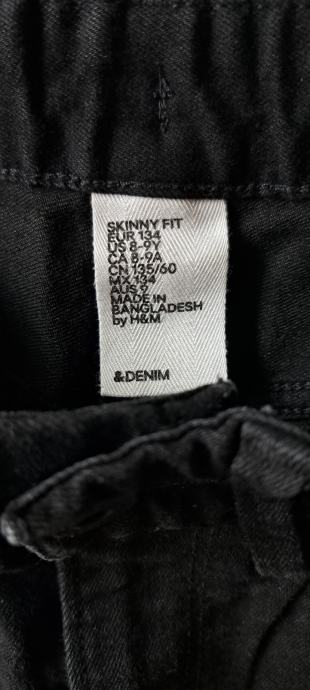 SKINNY FIT
EUR 134
US 8-9Y
CA 8-9A
CN 135/60
MX 134
AUS 9
MADE IN
BANGLADESH
by H&M
&DENIM